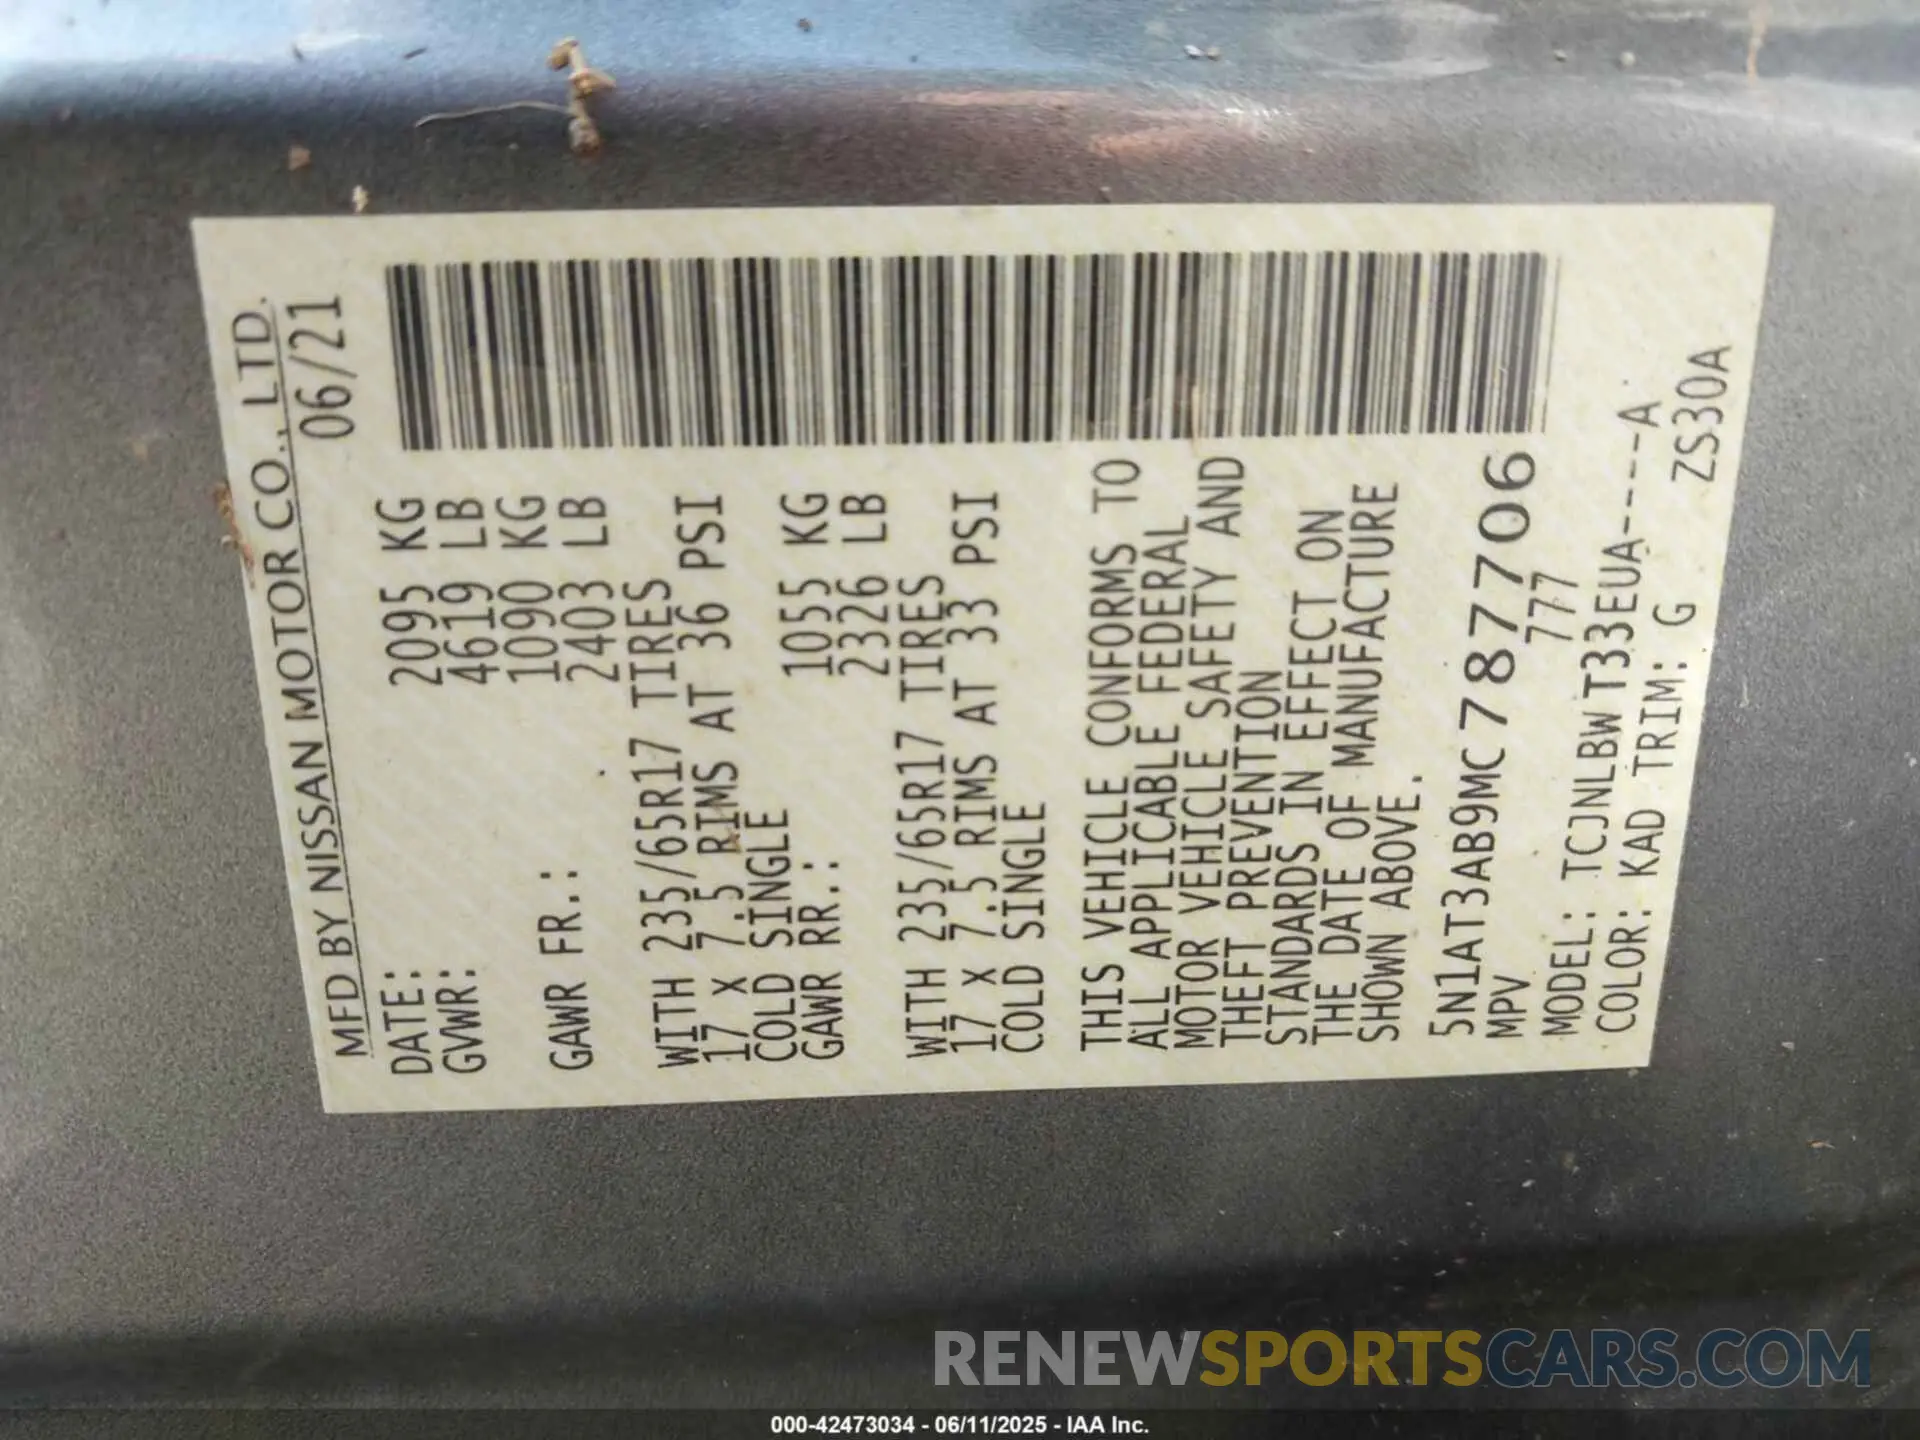 MFD BY NISSAN MOTOR CO., LTD.
DATE: 06/21
GVWR: 2095 KG
4619 LB
1090 KG
GAWR FR.: 2403 LB
WITH 235/65R17 TIRES
17 X 7.5 RIMS AT 36 PSI
COLD SINGLE
GAWR RR.: 1055 KG
2326 LB
WITH 235/65R17 TIRES
17 X 7.5 RIMS AT 33 PSI
COLD SINGLE
THIS VEHICLE CONFORMS TO
ALL APPLICABLE FEDERAL
MOTOR VEHICLE SAFETY AND
THEFT PREVENTION
STANDARDS IN EFFECT ON
THE DATE OF MANUFACTURE
SHOWN ABOVE.
5N1AT3AB9MC787706
MPV 777
MODEL: TCJNLBWT33EUA----A
COLOR: KAD TRIM: G ZS30A
RENEWSPORTSCARS.COM
000-42473034 - 06/11/2025 - IAA Inc.